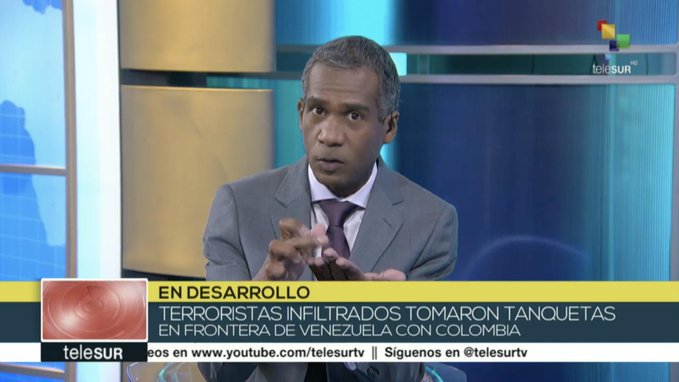 teleSUR HD
EN DESARROLLO
TERRORISTAS INFILTRADOS TOMARON TANQUETAS
EN FRONTERA DE VENEZUELA CON COLOMBIA
teleSUR
eos en www.youtube.com/telesurtv || Síguenos en @telesurtv